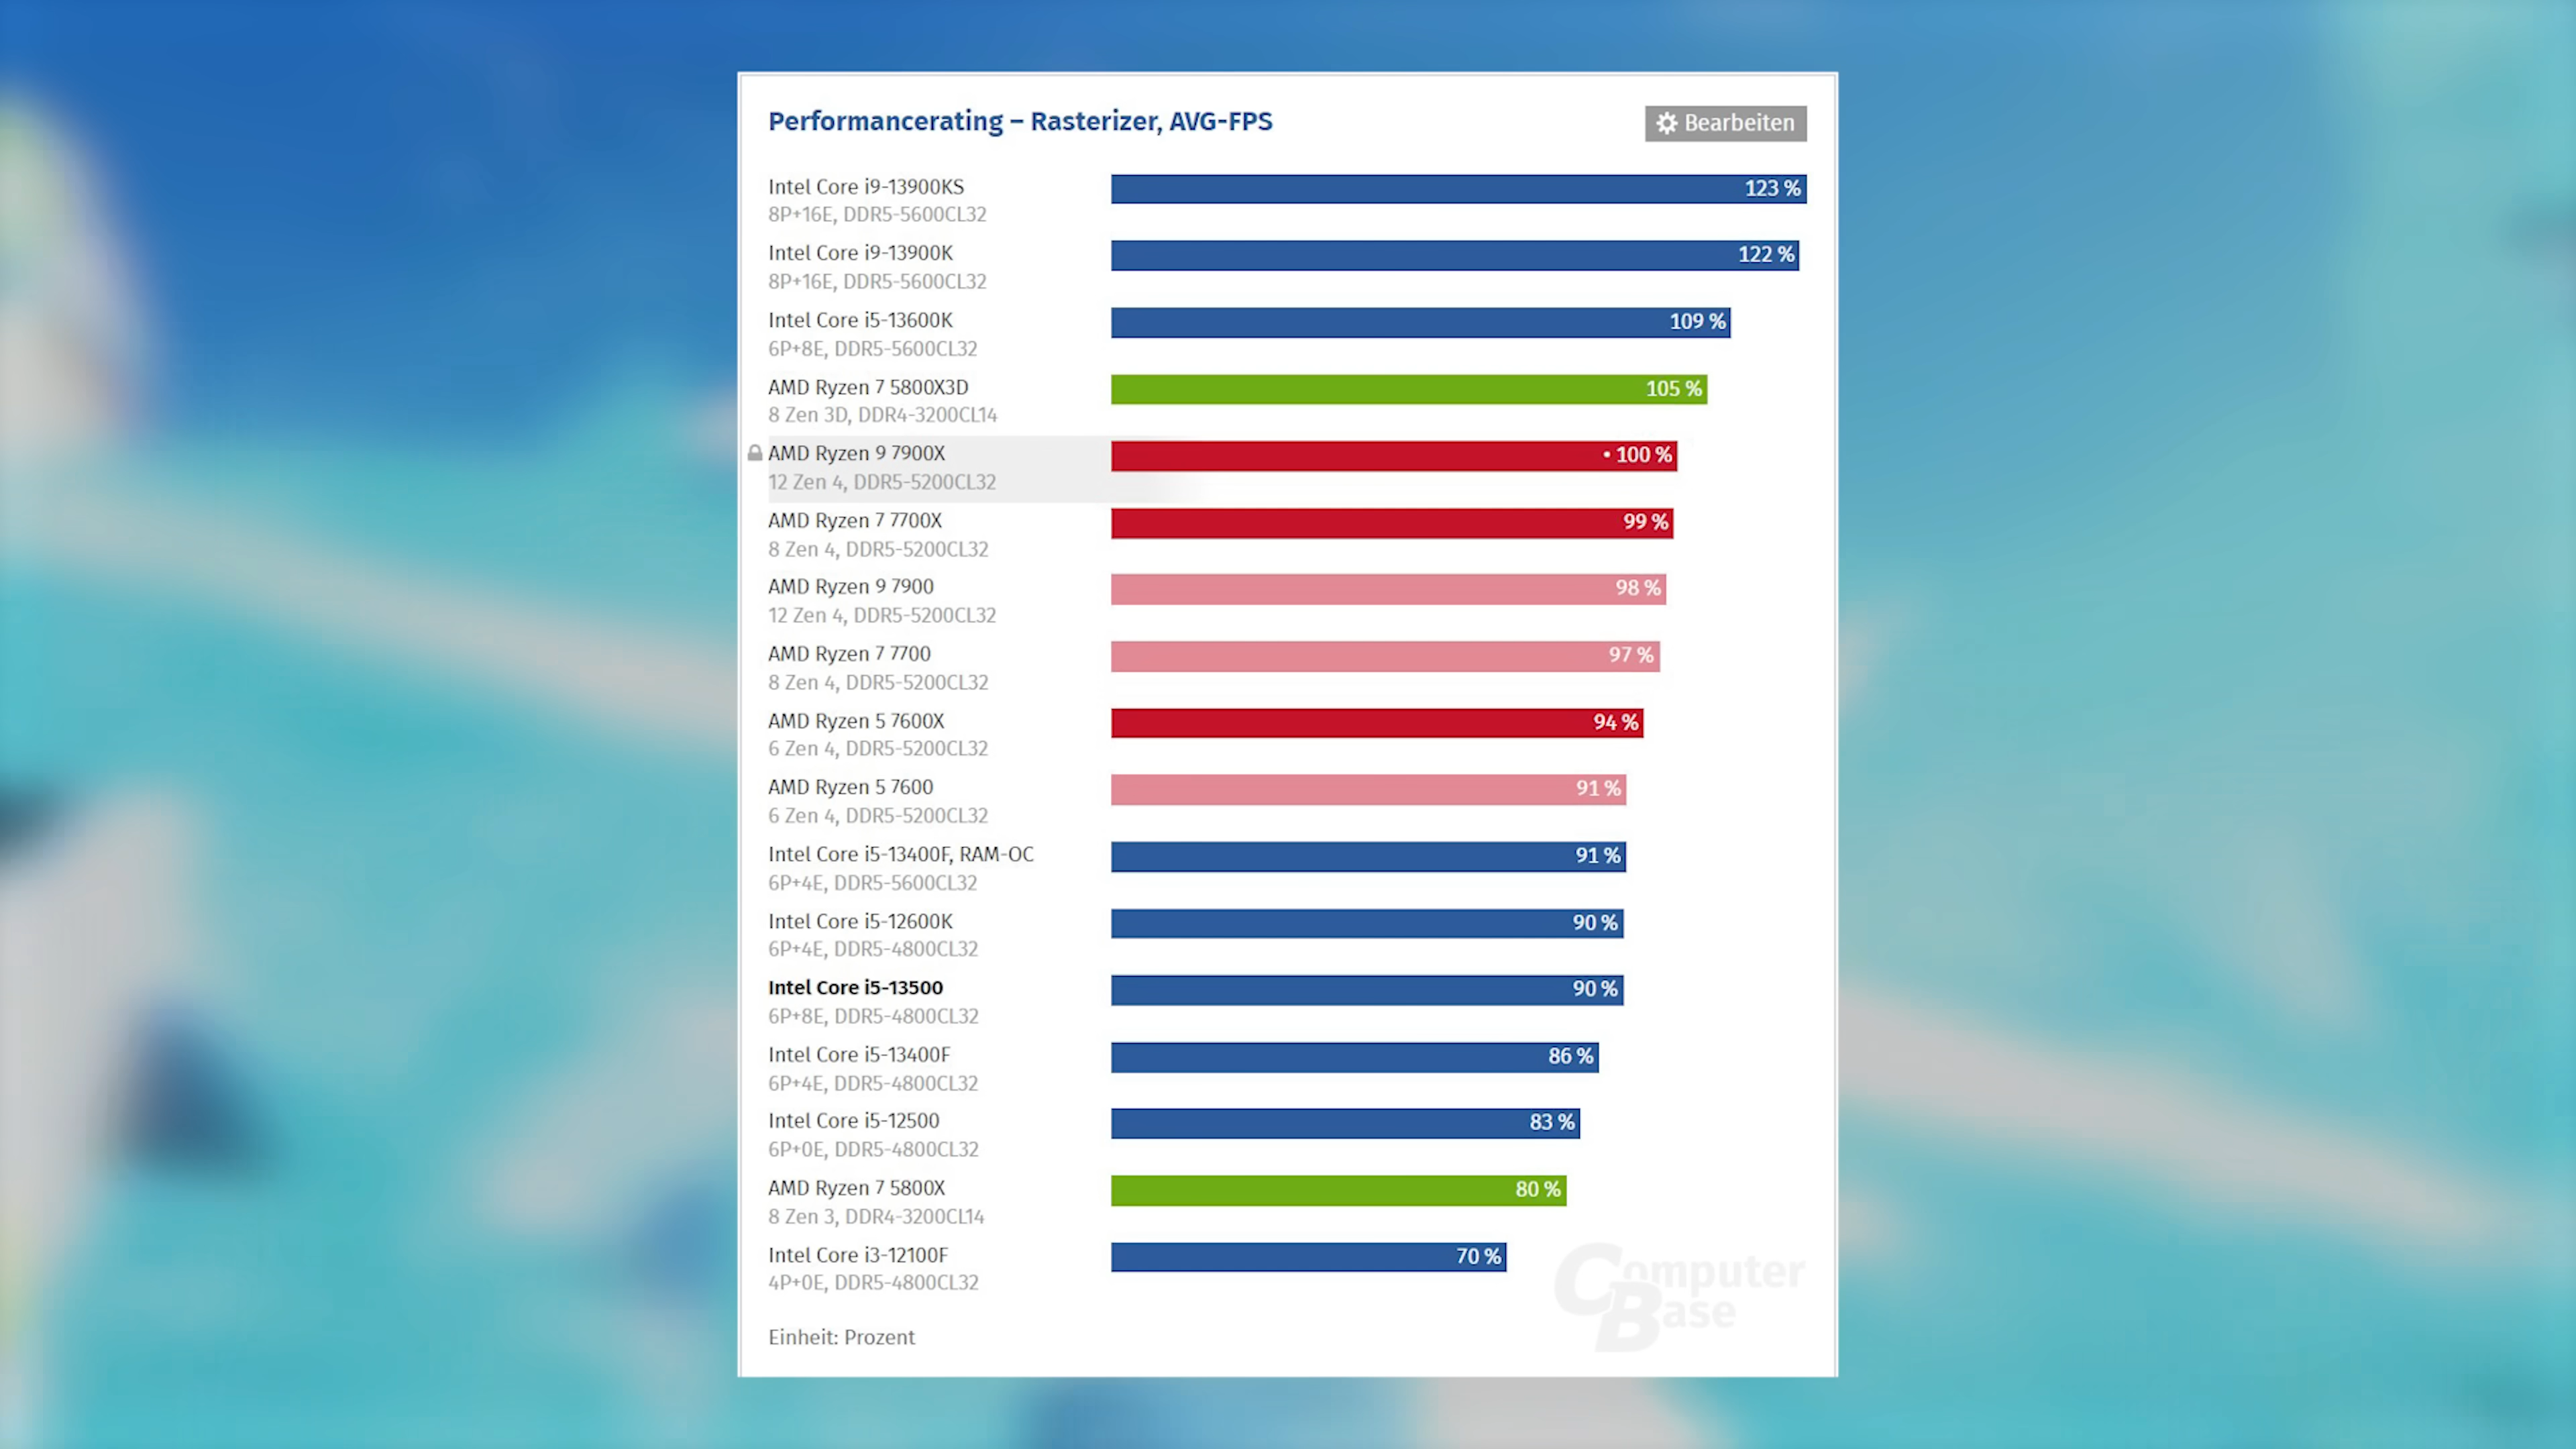 Performancerating – Rasterizer, AVG-FPS
Bearbeiten
Intel Core i9-13900KS
8P+16E, DDR5-5600CL32
123 %
Intel Core i9-13900K
8P+16E, DDR5-5600CL32
122 %
Intel Core i5-13600K
6P+8E, DDR5-5600CL32
109 %
AMD Ryzen 7 5800X3D
8 Zen 3D, DDR4-3200CL14
105 %
AMD Ryzen 9 7900X
12 Zen 4, DDR5-5200CL32
• 100 %
AMD Ryzen 7 7700X
8 Zen 4, DDR5-5200CL32
99 %
AMD Ryzen 9 7900
12 Zen 4, DDR5-5200CL32
98 %
AMD Ryzen 7 7700
8 Zen 4, DDR5-5200CL32
97 %
AMD Ryzen 5 7600X
6 Zen 4, DDR5-5200CL32
94 %
AMD Ryzen 5 7600
6 Zen 4, DDR5-5200CL32
91 %
Intel Core i5-13400F, RAM-OC
6P+4E, DDR5-5600CL32
91 %
Intel Core i5-12600K
6P+4E, DDR5-4800CL32
90 %
Intel Core i5-13500
6P+8E, DDR5-4800CL32
90 %
Intel Core i5-13400F
6P+4E, DDR5-4800CL32
86 %
Intel Core i5-12500
6P+0E, DDR5-4800CL32
83 %
AMD Ryzen 7 5800X
8 Zen 3, DDR4-3200CL14
80 %
Intel Core i3-12100F
4P+0E, DDR5-4800CL32
70 %
Computer
Base
Einheit: Prozent